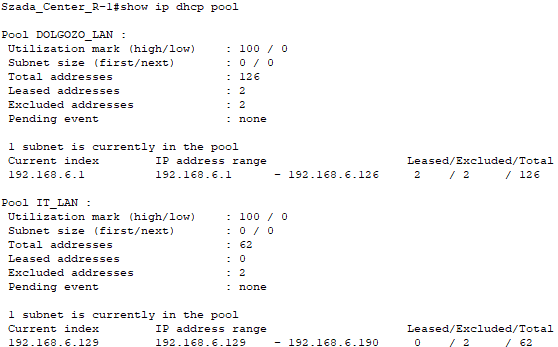 Szada_Center_R-1#show ip dhcp pool

Pool DOLGOZO_LAN :
 Utilization mark (high/low)    : 100 / 0
 Subnet size (first/next)       : 0 / 0
 Total addresses                : 126
 Leased addresses               : 2
 Excluded addresses             : 2
 Pending event                  : none

 1 subnet is currently in the pool
 Current index        IP address range                    Leased/Excluded/Total
 192.168.6.1          192.168.6.1      - 192.168.6.126     2    / 2     / 126

Pool IT_LAN :
 Utilization mark (high/low)    : 100 / 0
 Subnet size (first/next)       : 0 / 0
 Total addresses                : 62
 Leased addresses               : 0
 Excluded addresses             : 2
 Pending event                  : none

 1 subnet is currently in the pool
 Current index        IP address range                    Leased/Excluded/Total
 192.168.6.129        192.168.6.129    - 192.168.6.190     0    / 2     / 62